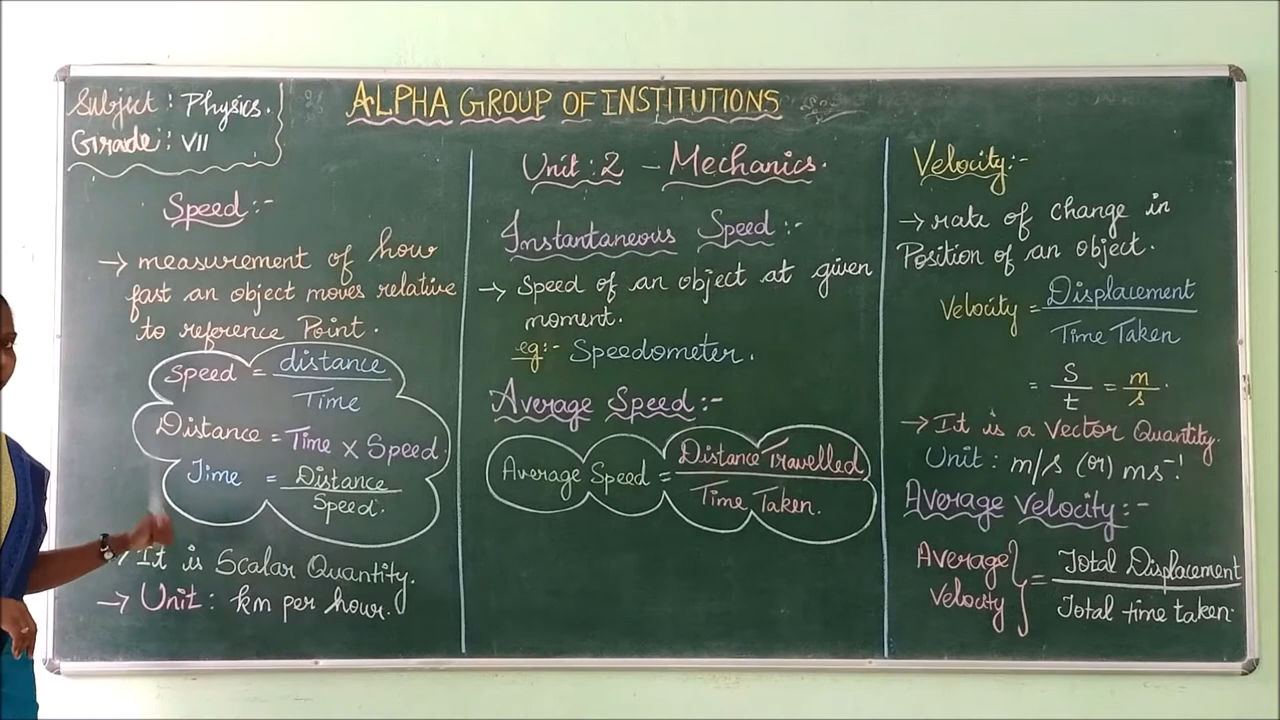 Subject : Physics.
Grade : VII
ALPHA GROUP OF INSTITUTIONS
Speed :-
→ measurement of how
fast an object moves relative
to reference Point.
Speed = distance / Time
Distance = Time × Speed.
Time = Distance / Speed.
→ It is Scalar Quantity.
→ Unit : km per hour.
Unit : 2 – Mechanics.
Instantaneous Speed :-
→ Speed of an object at given
moment.
eg:- Speedometer.
Average Speed :-
Average Speed = Distance Travelled / Time Taken.
Velocity :-
→ rate of change in
Position of an object.
Velocity = Displacement / Time Taken
= S / t = m / s .
→ It is a Vector Quantity.
Unit : m/s (or) ms⁻¹
Average Velocity :-
Average Velocity } = Total Displacement / Total time taken.